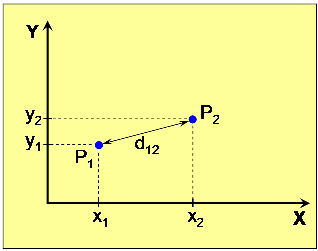 Y
y₂
P₂
y₁
P₁
d₁₂
x₁
x₂
X